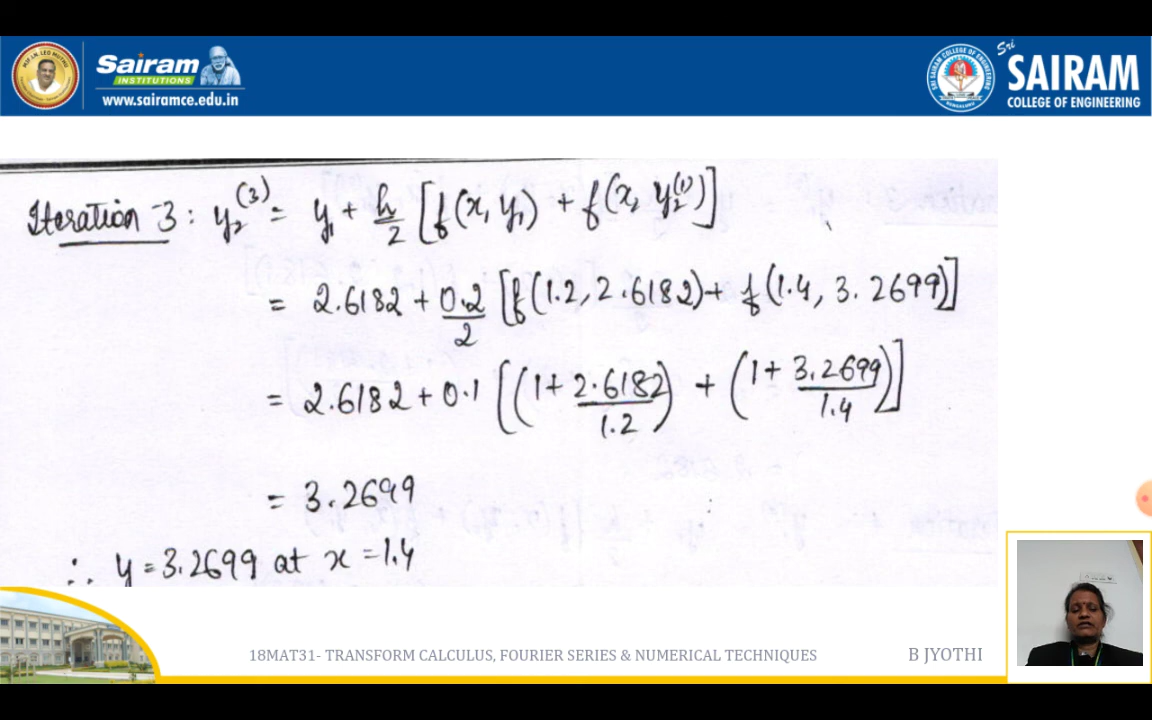 Sairam
INSTITUTIONS
www.sairamce.edu.in
Sri
SAIRAM
COLLEGE OF ENGINEERING
Iteration -3 : y₂⁽³⁾ = y₁ + h/2 [f(x₁ y₁) + f(x₂ y₂⁽¹⁾)]
= 2.6182 + 0.2/2 [f(1.2, 2.6182) + f(1.4, 3.2699)]
= 2.6182 + 0.1 [(1 + 2.6182/1.2) + (1 + 3.2699/1.4)]
= 3.2699
∴ y = 3.2699 at x = 1.4
18MAT31- TRANSFORM CALCULUS, FOURIER SERIES & NUMERICAL TECHNIQUES
B JYOTHI